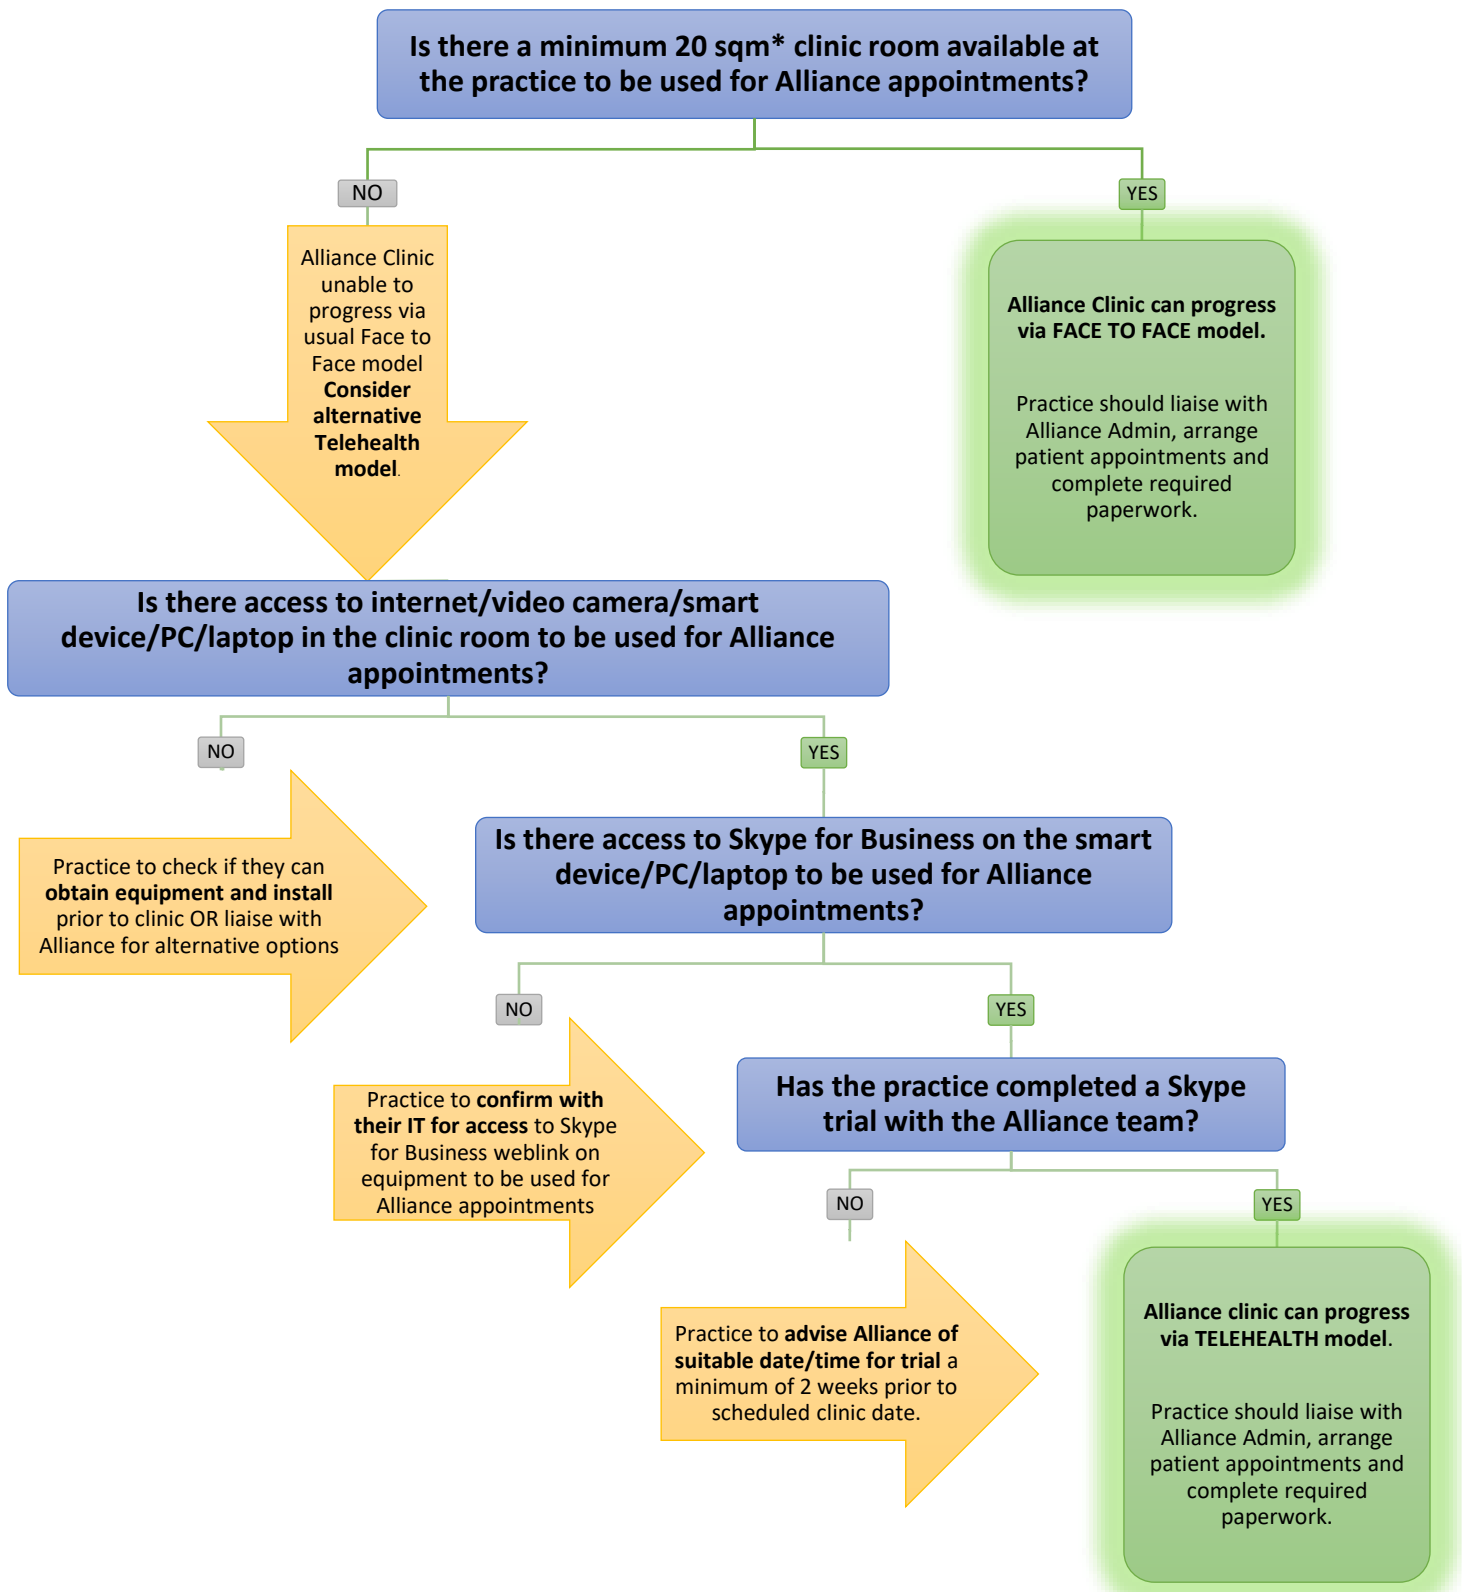 Is there a minimum 20 sqm* clinic room available at
the practice to be used for Alliance appointments?
NO
YES
Alliance Clinic
unable to
progress via
usual Face to
Face model
Consider
alternative
Telehealth
model.
Alliance Clinic can progress
via FACE TO FACE model.
Practice should liaise with
Alliance Admin, arrange
patient appointments and
complete required
paperwork.
Is there access to internet/video camera/smart
device/PC/laptop in the clinic room to be used for Alliance
appointments?
NO
YES
Practice to check if they can
obtain equipment and install
prior to clinic OR liaise with
Alliance for alternative options
Is there access to Skype for Business on the smart
device/PC/laptop to be used for Alliance
appointments?
NO
YES
Practice to confirm with
their IT for access to Skype
for Business weblink on
equipment to be used for
Alliance appointments
Has the practice completed a Skype
trial with the Alliance team?
NO
YES
Practice to advise Alliance of
suitable date/time for trial a
minimum of 2 weeks prior to
scheduled clinic date.
Alliance clinic can progress
via TELEHEALTH model.
Practice should liaise with
Alliance Admin, arrange
patient appointments and
complete required
paperwork.